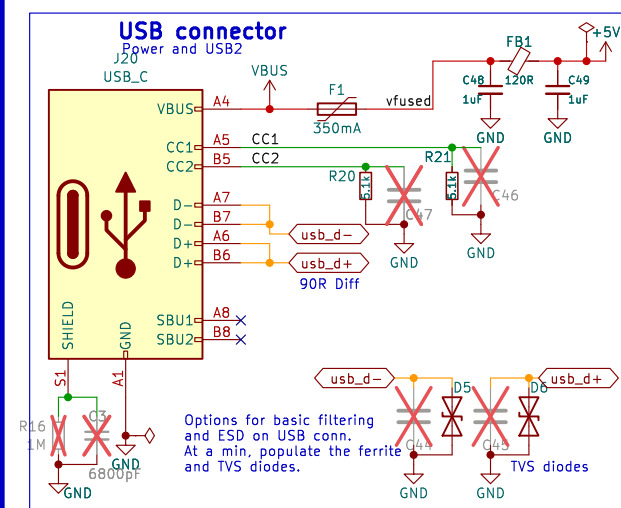 USB connector
Power and USB2
J20
USB_C
VBUS
A4
CC1
A5
CC1
CC2
B5
CC2
D-
A7
D-
B7
D+
A6
D+
B6
SBU1
A8
SBU2
B8
SHIELD
GND
S1
A1
VBUS
F1
350mA
vfused
FB1
120R
+5V
C48
1uF
C49
1uF
GND
GND
R20
5.1k
C47
GND
R21
5.1k
C46
GND
usb_d-
usb_d+
90R Diff
R16
1M
C3
6800pF
GND
GND
Options for basic filtering
and ESD on USB conn.
At a min, populate the ferrite
and TVS diodes.
usb_d-
D5
C44
GND
D6
usb_d+
C45
GND
TVS diodes